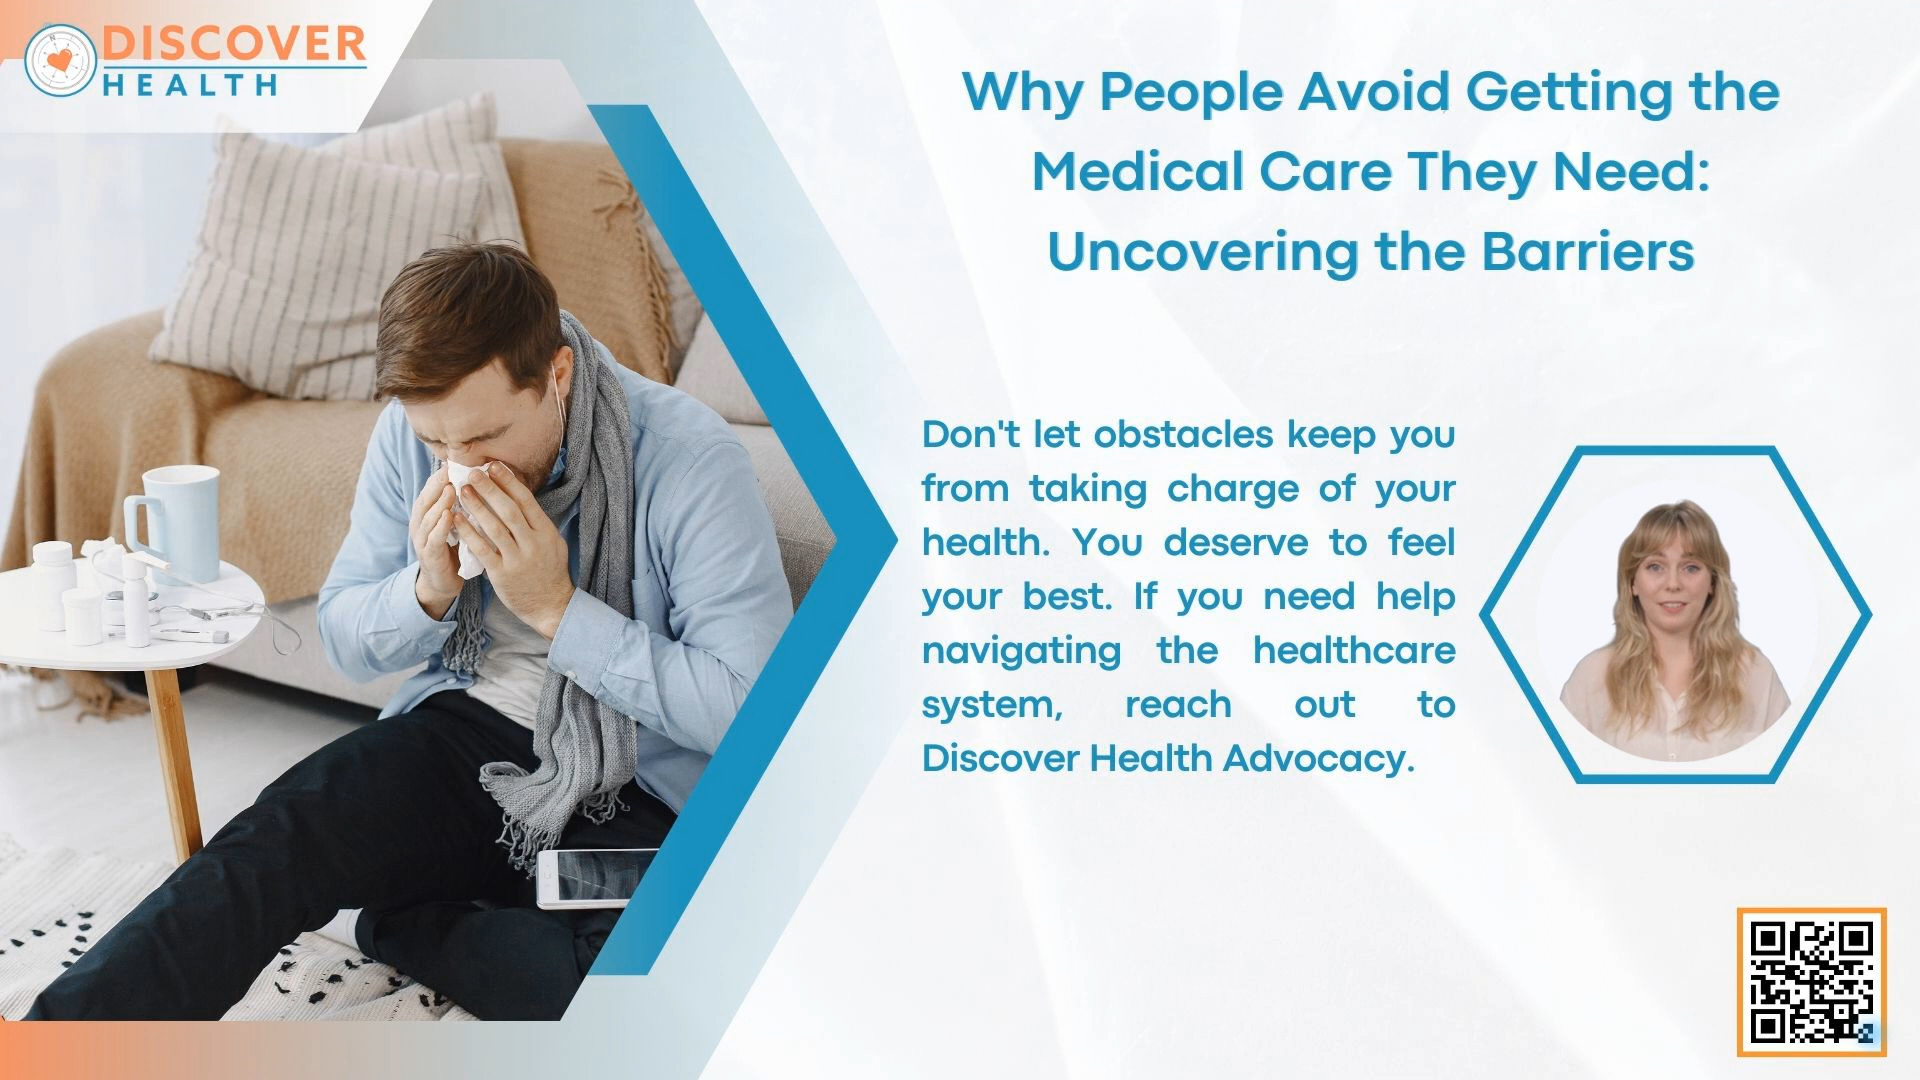 DISCOVER
HEALTH
Why People Avoid Getting the
Medical Care They Need:
Uncovering the Barriers
Don't let obstacles keep you
from taking charge of your
health. You deserve to feel
your best. If you need help
navigating the healthcare
system, reach out to
Discover Health Advocacy.